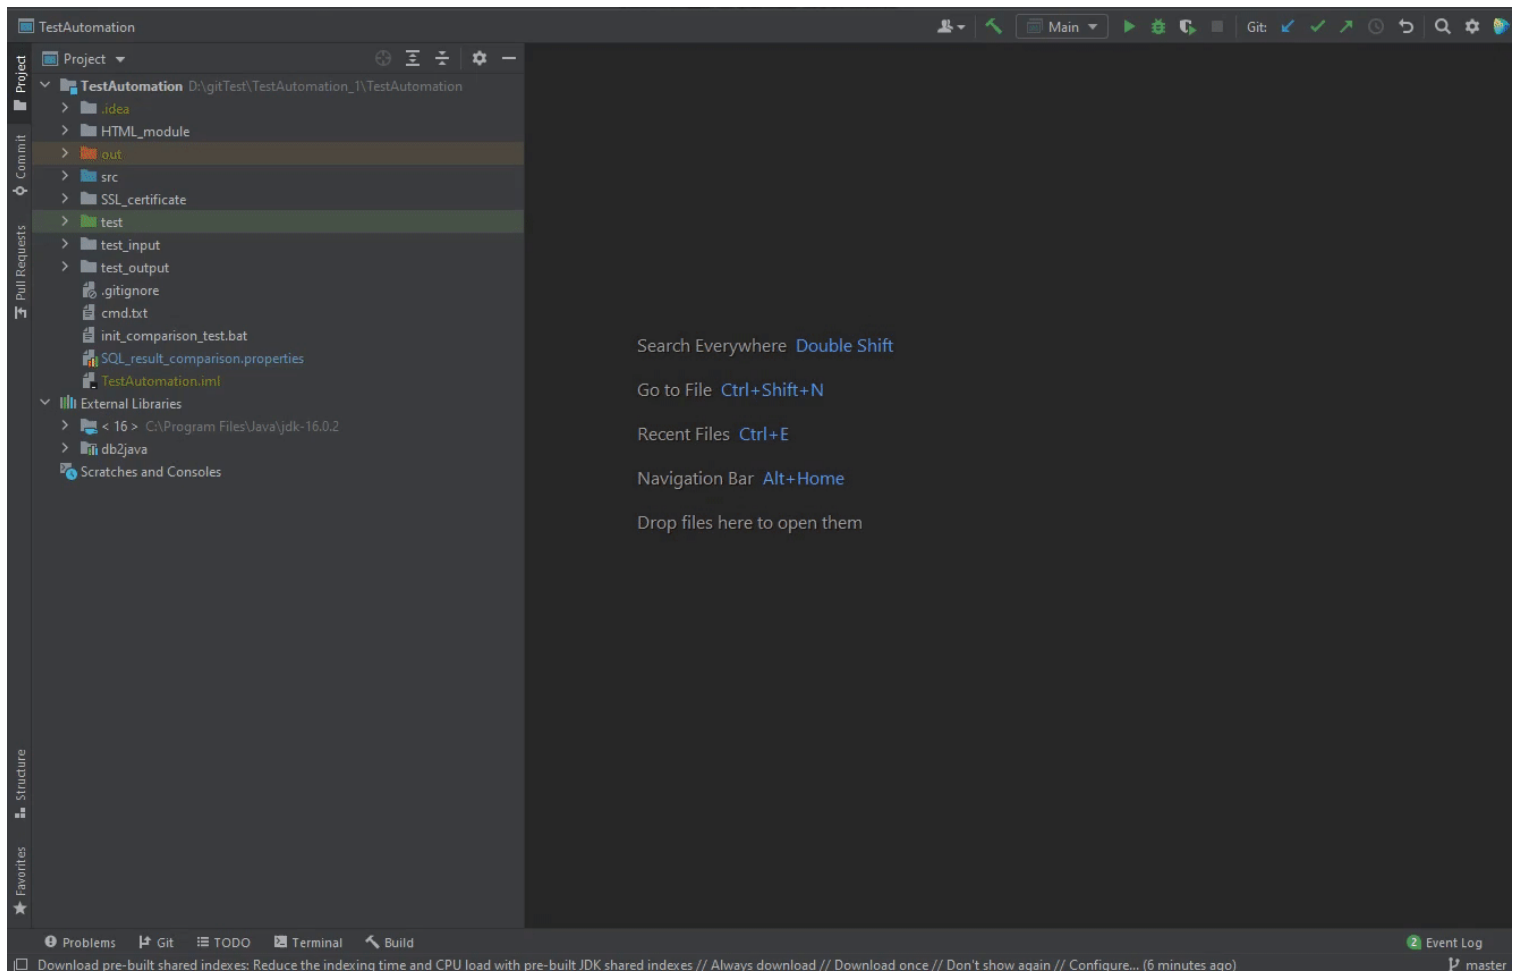 TestAutomation
Main
Git:
Project
TestAutomation D:\gitTest\TestAutomation_1\TestAutomation
.idea
HTML_module
out
src
SSL_certificate
test
test_input
test_output
.gitignore
cmd.txt
init_comparison_test.bat
SQL_result_comparison.properties
TestAutomation.iml
External Libraries
< 16 > C:\Program Files\Java\jdk-16.0.2
db2java
Scratches and Consoles
Project
Commit
Pull Requests
Structure
Favorites
Search Everywhere Double Shift
Go to File Ctrl+Shift+N
Recent Files Ctrl+E
Navigation Bar Alt+Home
Drop files here to open them
Problems
Git
TODO
Terminal
Build
2 Event Log
Download pre-built shared indexes: Reduce the indexing time and CPU load with pre-built JDK shared indexes // Always download // Download once // Don't show again // Configure... (6 minutes ago)
master